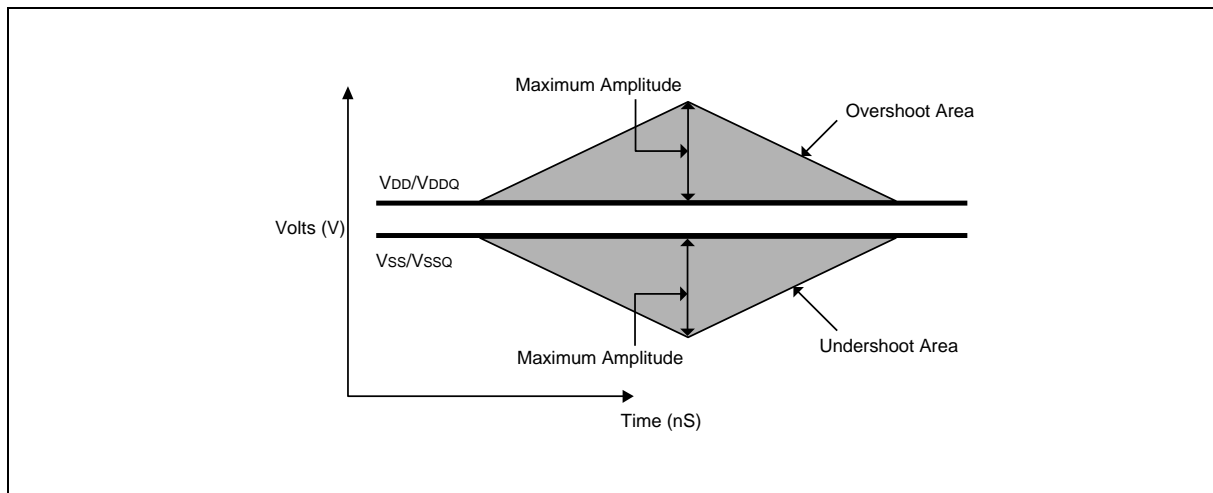 Maximum Amplitude
Overshoot Area
VDD/VDDQ
Volts (V)
VSS/VSSQ
Maximum Amplitude
Undershoot Area
Time (nS)